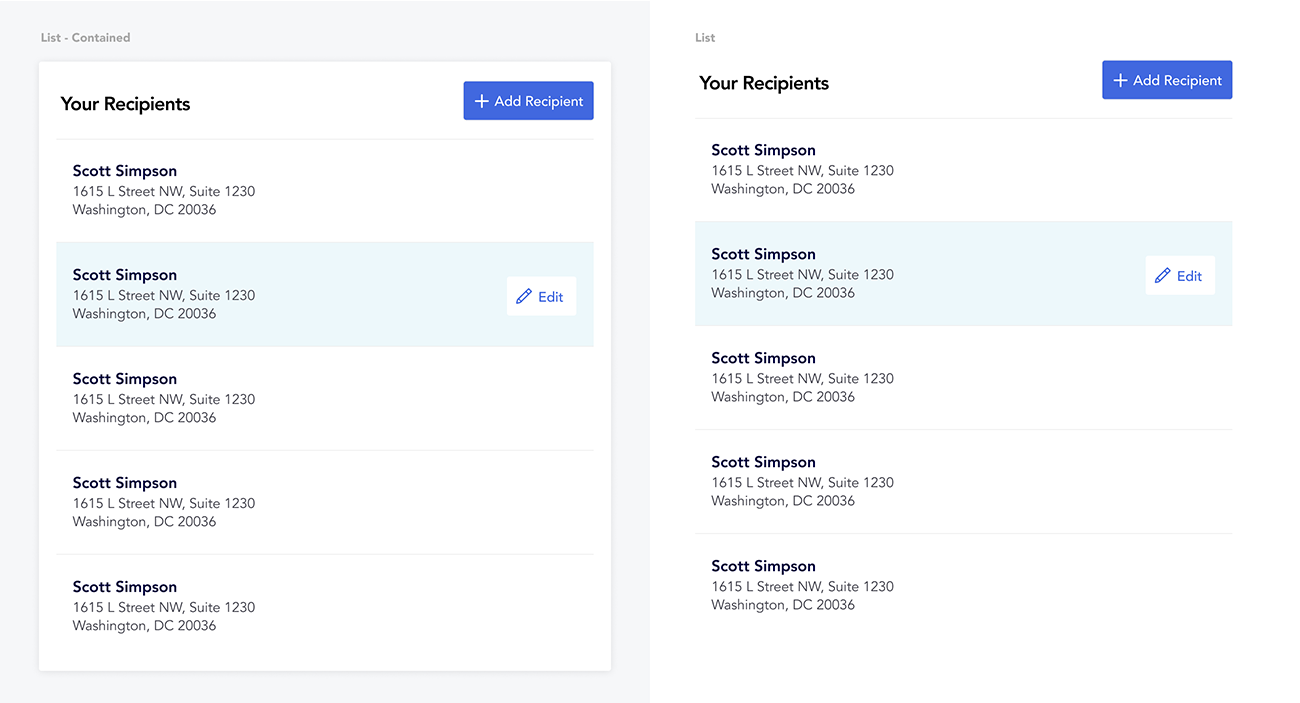 List - Contained
Your Recipients
Add Recipient
Scott Simpson
1615 L Street NW, Suite 1230
Washington, DC 20036
Scott Simpson
1615 L Street NW, Suite 1230
Washington, DC 20036
Edit
Scott Simpson
1615 L Street NW, Suite 1230
Washington, DC 20036
Scott Simpson
1615 L Street NW, Suite 1230
Washington, DC 20036
Scott Simpson
1615 L Street NW, Suite 1230
Washington, DC 20036
List
Your Recipients
Add Recipient
Scott Simpson
1615 L Street NW, Suite 1230
Washington, DC 20036
Scott Simpson
1615 L Street NW, Suite 1230
Washington, DC 20036
Edit
Scott Simpson
1615 L Street NW, Suite 1230
Washington, DC 20036
Scott Simpson
1615 L Street NW, Suite 1230
Washington, DC 20036
Scott Simpson
1615 L Street NW, Suite 1230
Washington, DC 20036